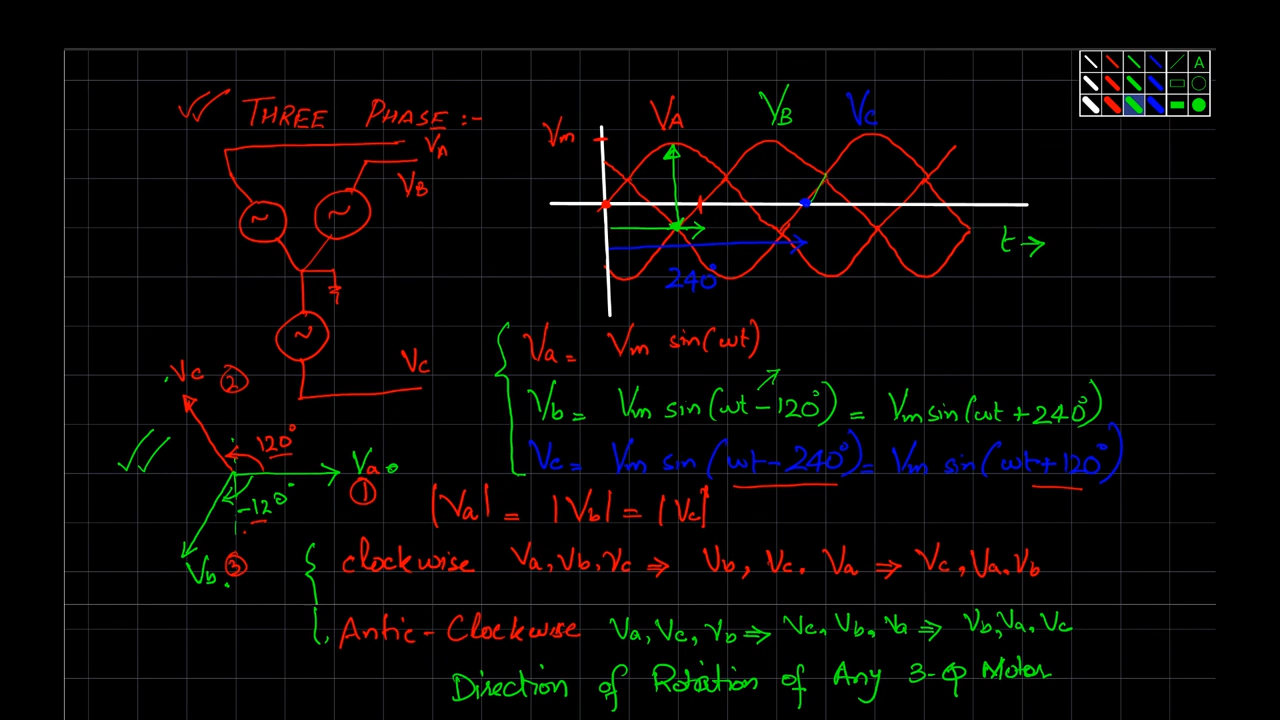 THREE PHASE :-
VA
VB
VC
Vm
VA VB VC
t →
240°
Va = Vm sin(ωt)
Vb = Vm sin(ωt - 120°) = Vm sin(ωt + 240°)
Vc = Vm sin(ωt - 240°) = Vm sin(ωt + 120°)
|Va| = |Vb| = |Vc|
Vc ②
120°
Va
①
-120°
Vb ③
Clockwise Va, Vb, Vc ⇒ Vb, Vc, Va ⇒ Vc, Va, Vb
Antic-Clockwise Va, Vc, Vb ⇒ Vc, Vb, Va ⇒ Vb, Va, Vc
Direction of Rotation of Any 3-φ Motor
A